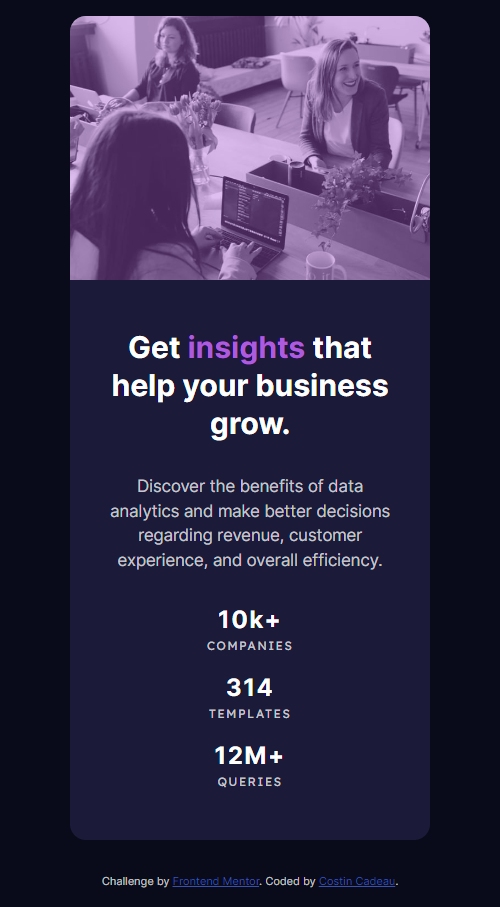 Get insights that
help your business
grow.
Discover the benefits of data
analytics and make better decisions
regarding revenue, customer
experience, and overall efficiency.
10k+
COMPANIES
314
TEMPLATES
12M+
QUERIES
Challenge by Frontend Mentor. Coded by Costin Cadeau.